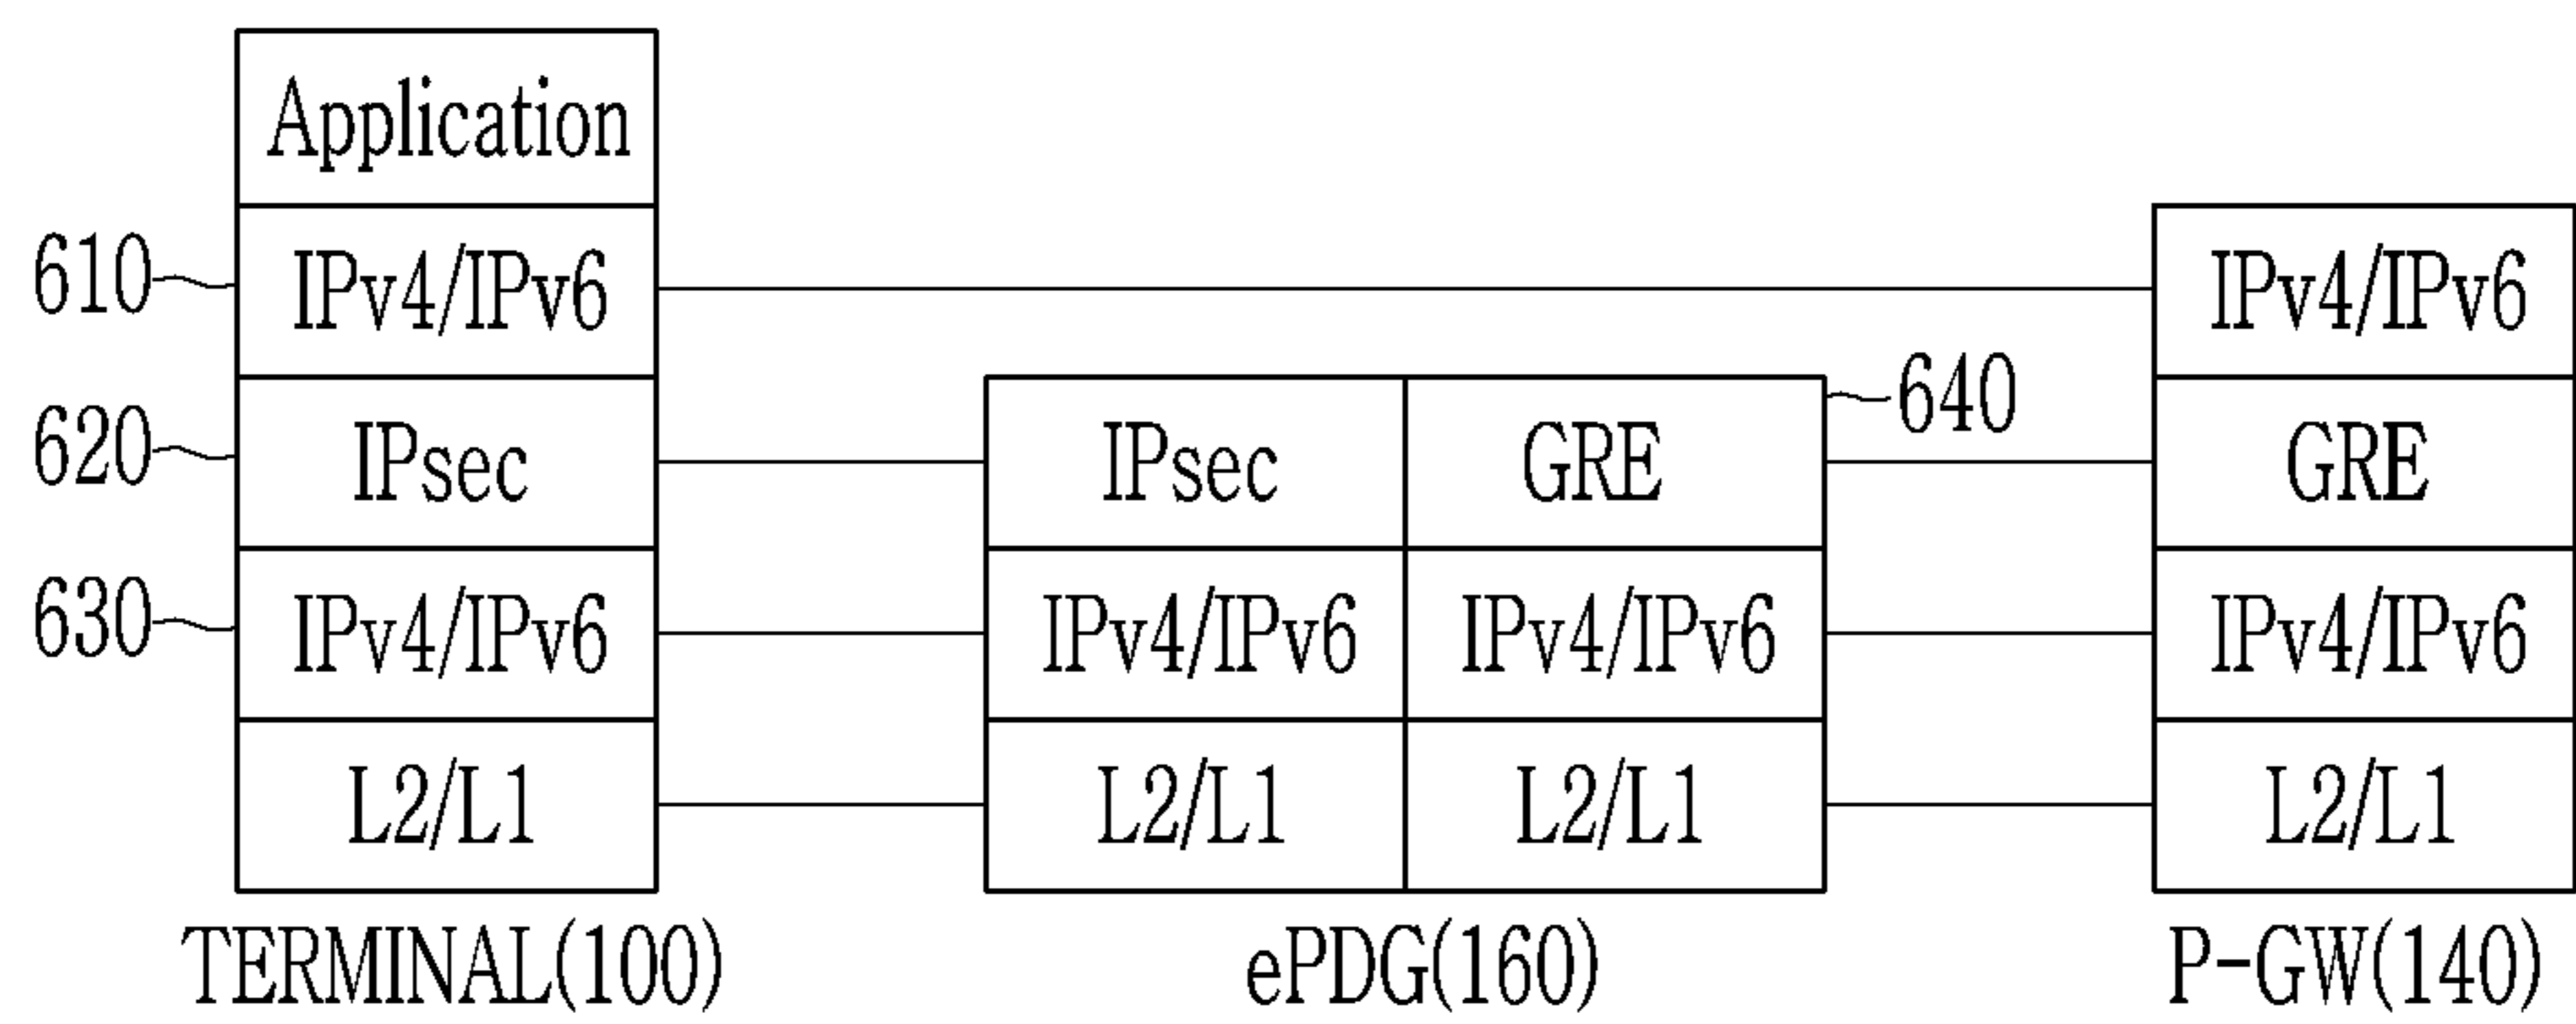 Application
610 IPv4/IPv6 IPv4/IPv6
620 IPsec IPsec GRE 640 GRE
630 IPv4/IPv6 IPv4/IPv6 IPv4/IPv6 IPv4/IPv6
L2/L1 L2/L1 L2/L1 L2/L1
TERMINAL(100) ePDG(160) P-GW(140)